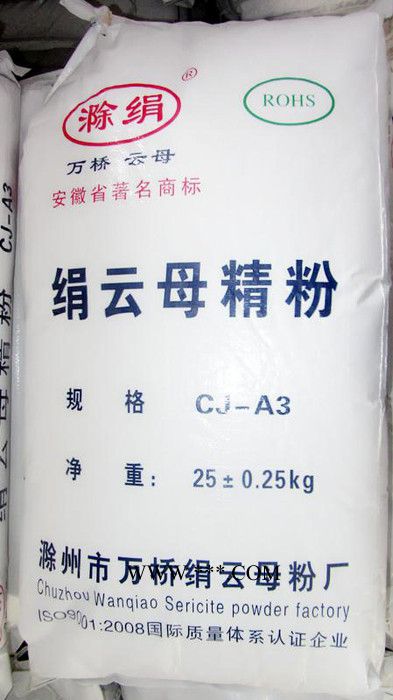 滁绢®
ROHS
万桥 云母
安徽省著名商标
绢云母精粉
规 格 CJ-A3
净 重: 25±0.25kg
WWW.***.COM
滁州市万桥绢云母粉厂
Chuzhou Wanqiao Sericite powder factory
ISO9001:2008国际质量体系认证企业
绢云母精粉 CJ-A3